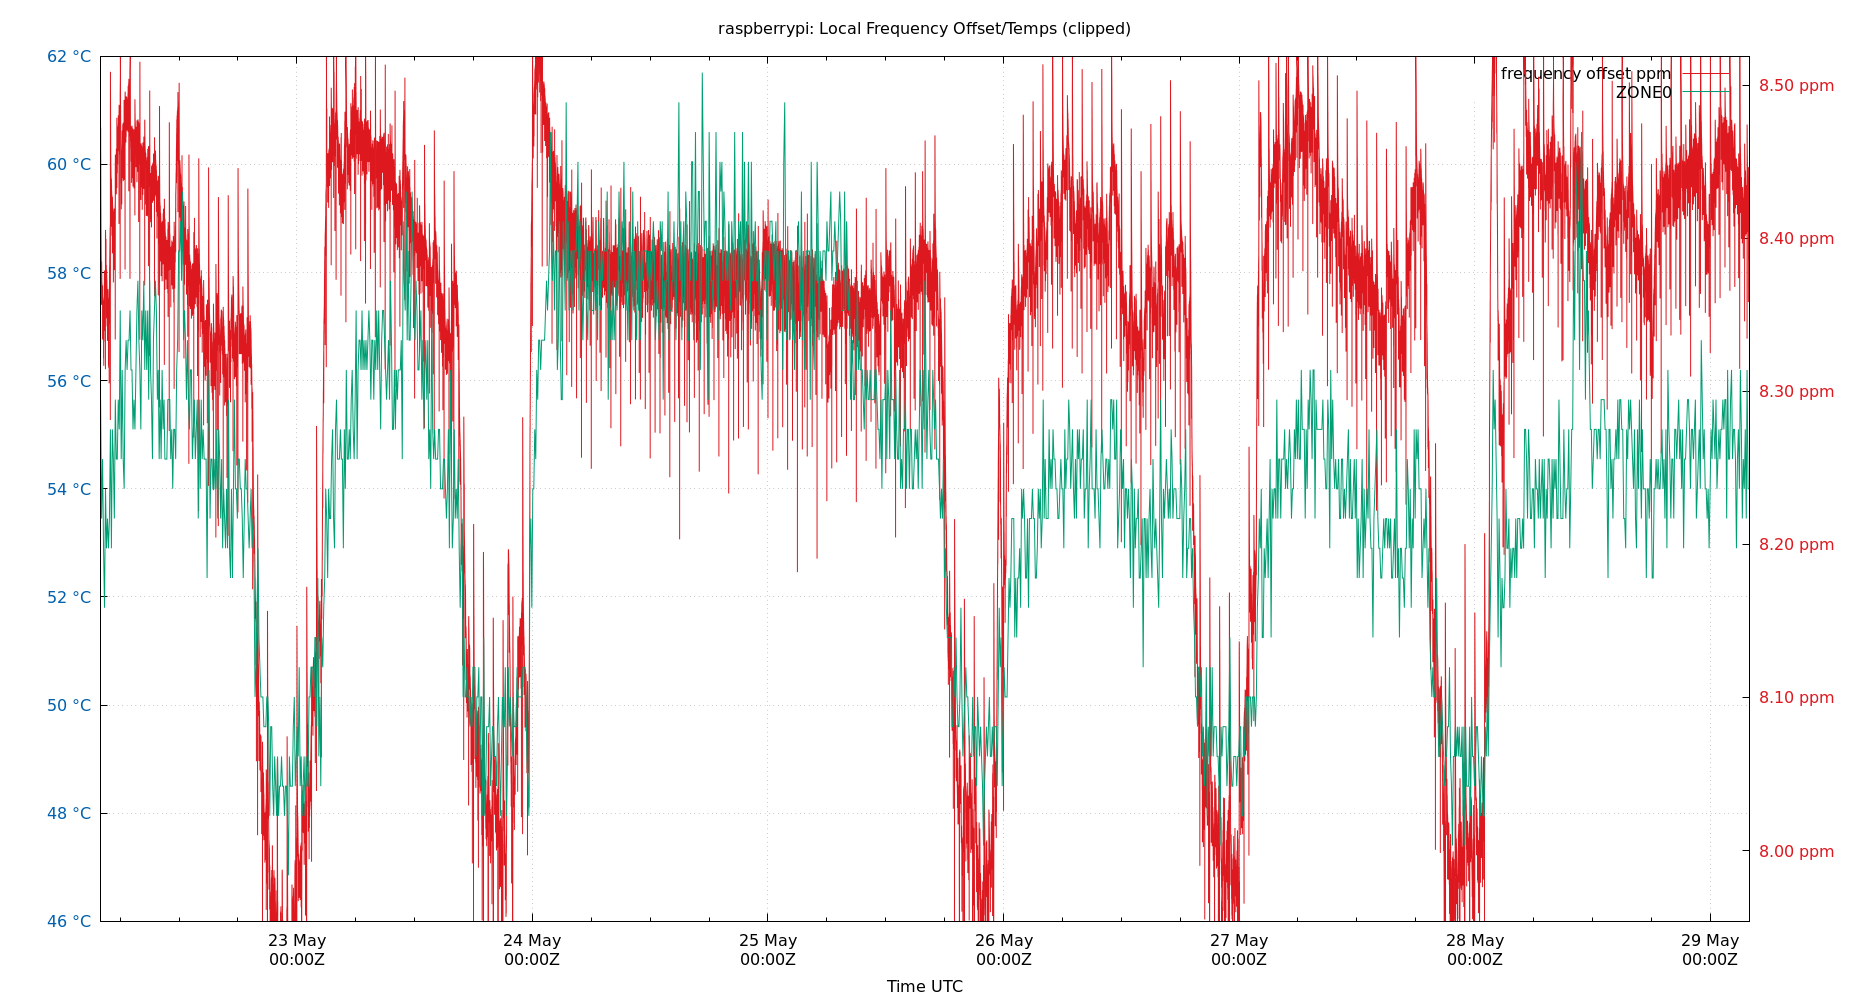 raspberrypi: Local Frequency Offset/Temps (clipped)
62 °C
60 °C
58 °C
56 °C
54 °C
52 °C
50 °C
48 °C
46 °C
frequency offset ppm
ZONE0
8.50 ppm
8.40 ppm
8.30 ppm
8.20 ppm
8.10 ppm
8.00 ppm
23 May
00:00Z
24 May
00:00Z
25 May
00:00Z
26 May
00:00Z
27 May
00:00Z
28 May
00:00Z
29 May
00:00Z
Time UTC